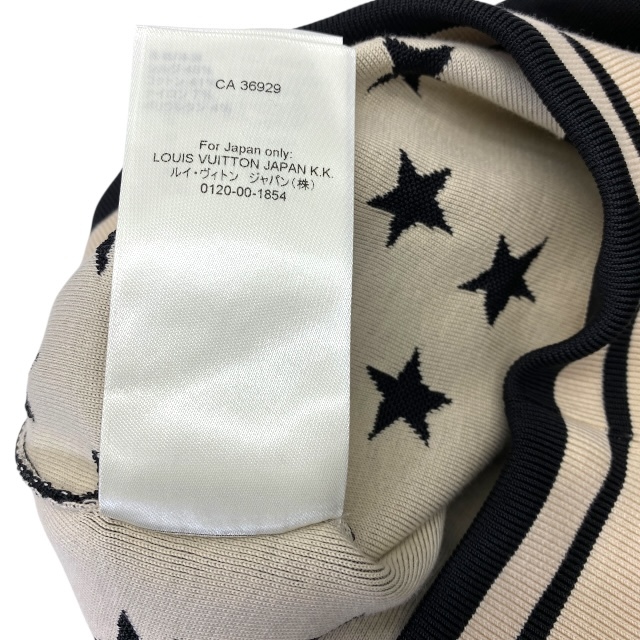 CA 36929
For Japan only:
LOUIS VUITTON JAPAN K.K.
ルイ・ヴィトン ジャパン(株)
0120-00-1854